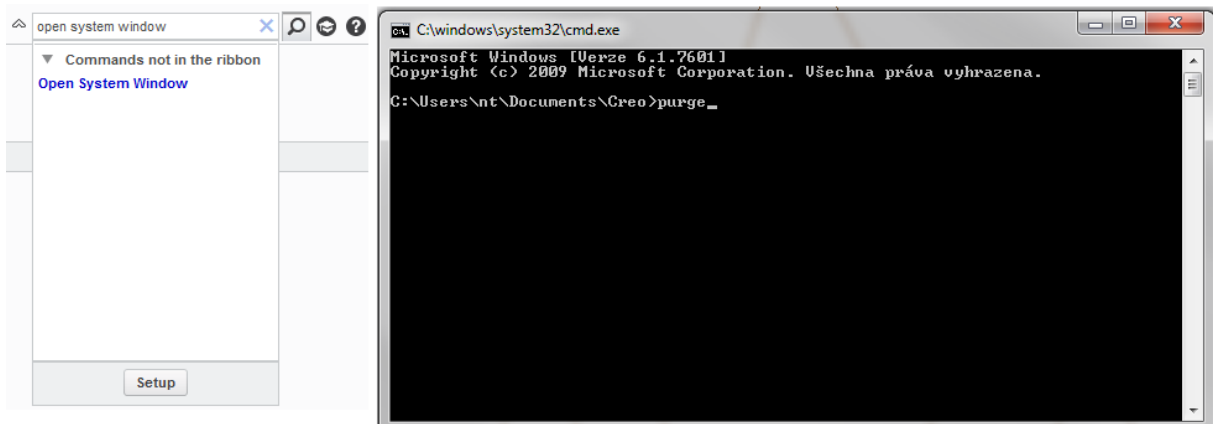 open system window
Commands not in the ribbon
Open System Window
Setup
C:\windows\system32\cmd.exe
Microsoft Windows [Verze 6.1.7601]
Copyright (c) 2009 Microsoft Corporation. Všechna práva vyhrazena.
C:\Users\nt\Documents\Creo>purge_